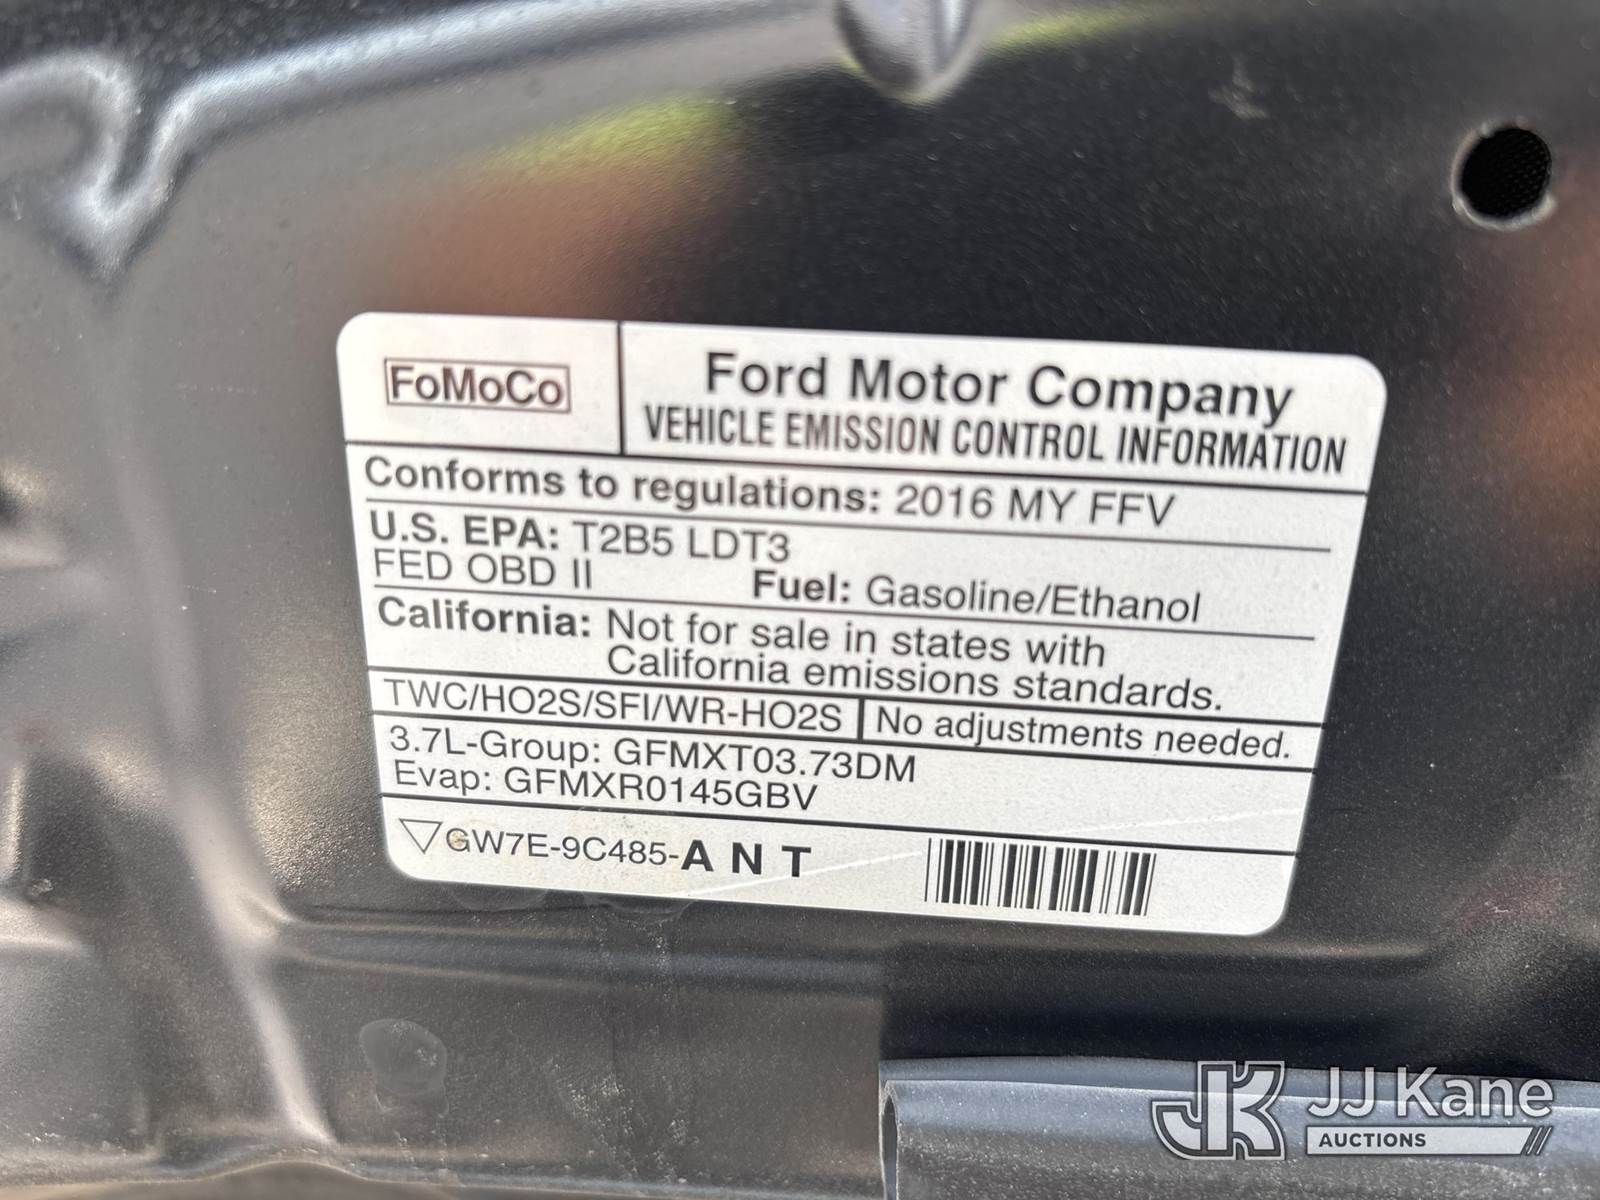 FoMoCo
Ford Motor Company
VEHICLE EMISSION CONTROL INFORMATION
Conforms to regulations: 2016 MY FFV
U.S. EPA: T2B5 LDT3
FED OBD II Fuel: Gasoline/Ethanol
California: Not for sale in states with
California emissions standards.
TWC/HO2S/SFI/WR-HO2S No adjustments needed.
3.7L-Group: GFMXT03.73DM
Evap: GFMXR0145GBV
GW7E-9C485-A N T
JK JJ Kane
AUCTIONS